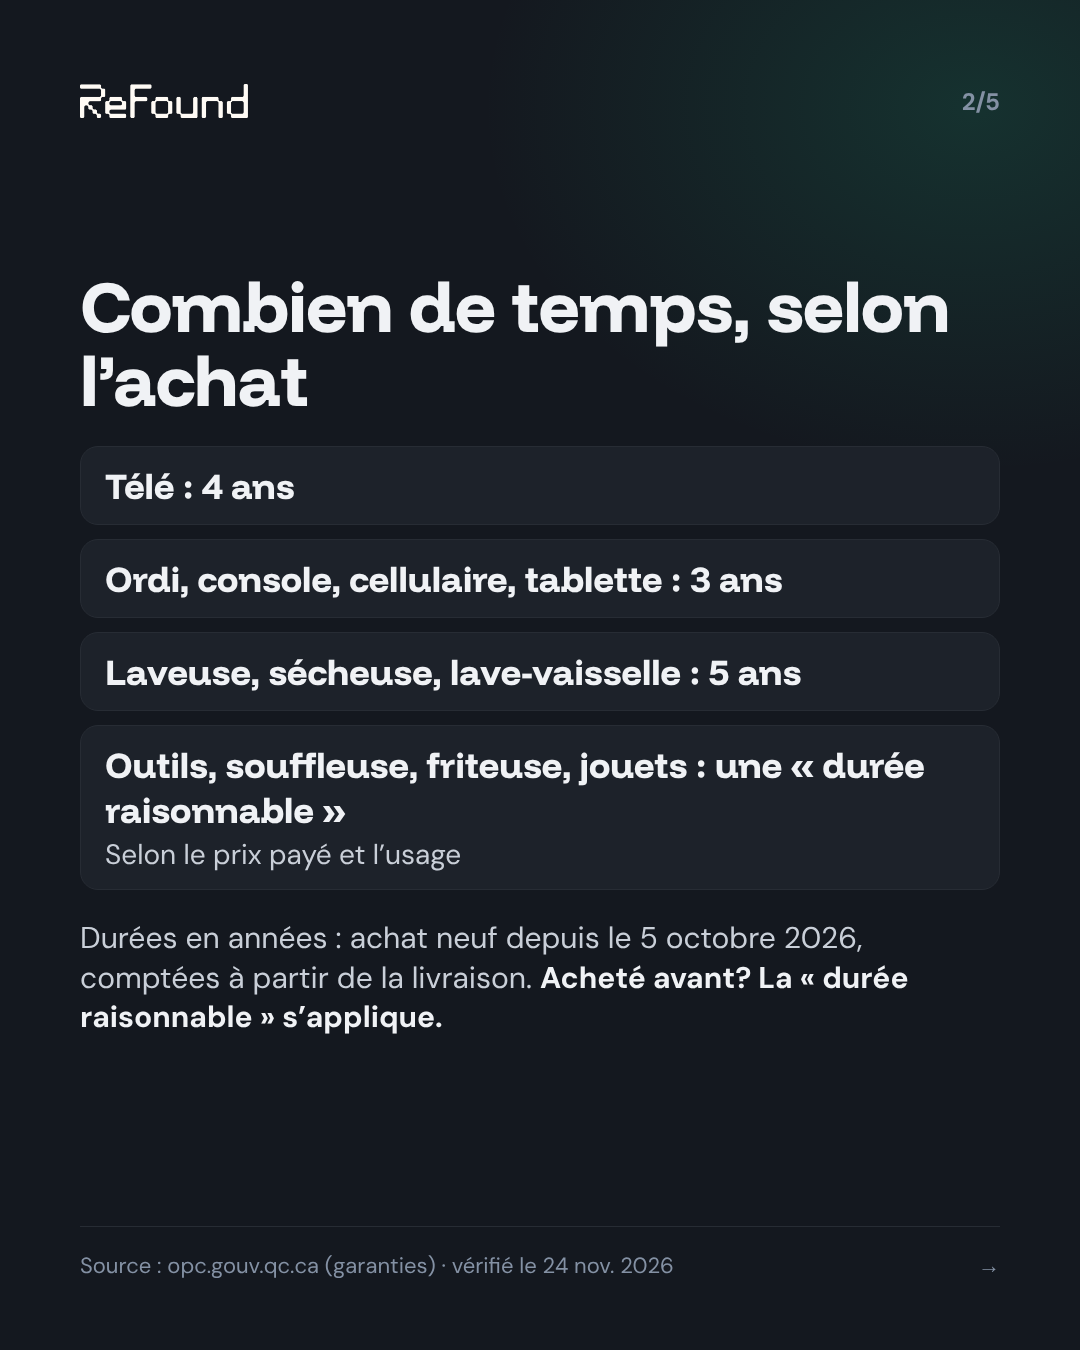 ReFound
2/5
Combien de temps, selon
l’achat
Télé : 4 ans
Ordi, console, cellulaire, tablette : 3 ans
Laveuse, sécheuse, lave-vaisselle : 5 ans
Outils, souffleuse, friteuse, jouets : une « durée
raisonnable »
Selon le prix payé et l’usage
Durées en années : achat neuf depuis le 5 octobre 2026,
comptées à partir de la livraison. Acheté avant? La « durée
raisonnable » s’applique.
Source : opc.gouv.qc.ca (garanties) · vérifié le 24 nov. 2026 →